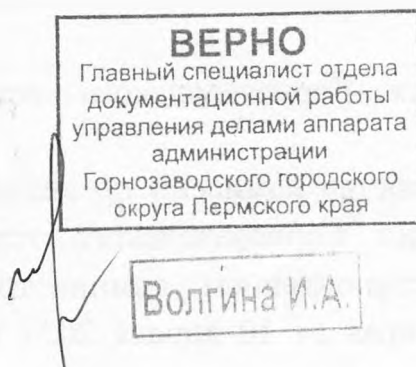 ВЕРНО
Главный специалист отдела
документационной работы
управления делами аппарата
администрации
Горнозаводского городского
округа Пермского края
Волгина И.А.